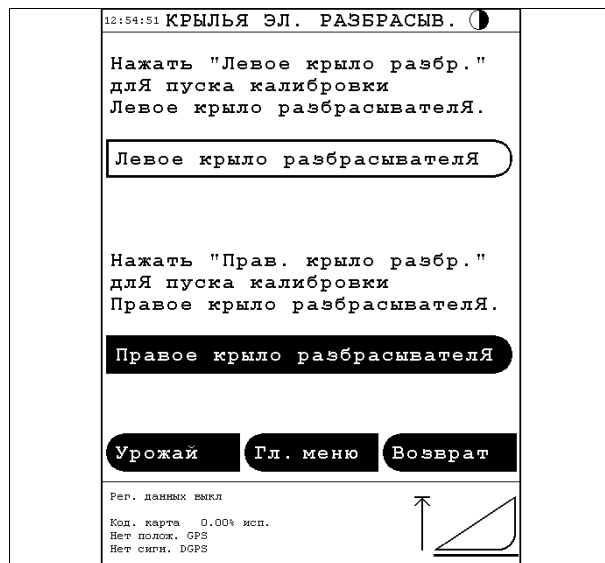 12:54:51 КРЫЛЬЯ ЭЛ. РАЗБРАСЫВ.
Нажать "Левое крыло разбр."
длЯ пуска калибровки
Левое крыло разбрасывателЯ.
Левое крыло разбрасывателЯ
Нажать "Прав. крыло разбр."
длЯ пуска калибровки
Правое крыло разбрасывателЯ.
Правое крыло разбрасывателЯ
Урожай Гл. меню Возврат
Рег. данных выкл
Код. карта 0.00% исп.
Нет полож. GPS
Нет сигн. DGPS